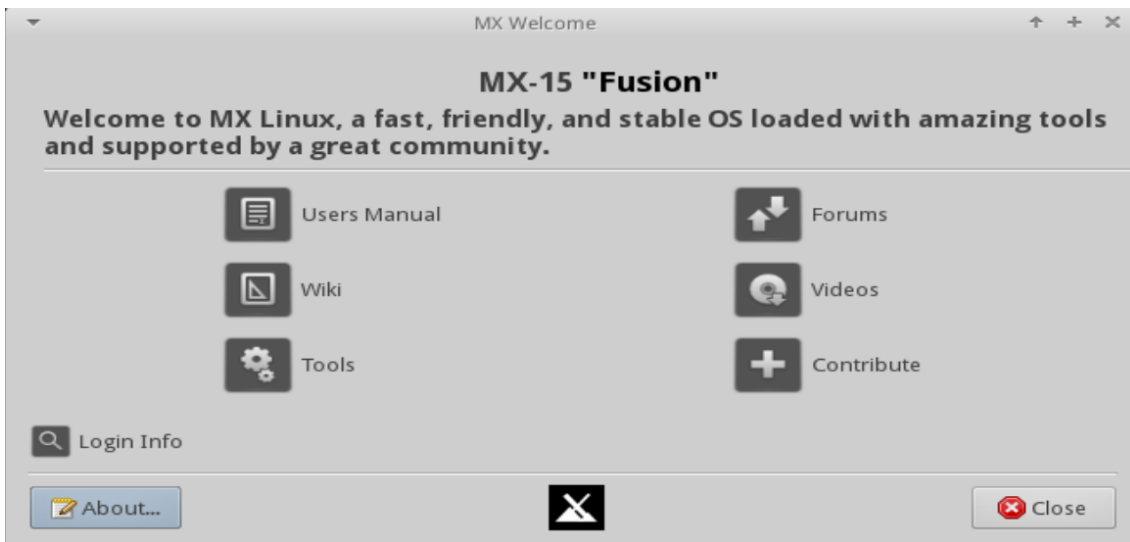 MX Welcome
MX-15 "Fusion"
Welcome to MX Linux, a fast, friendly, and stable OS loaded with amazing tools
and supported by a great community.
Users Manual
Forums
Wiki
Videos
Tools
Contribute
Login Info
About...
Close